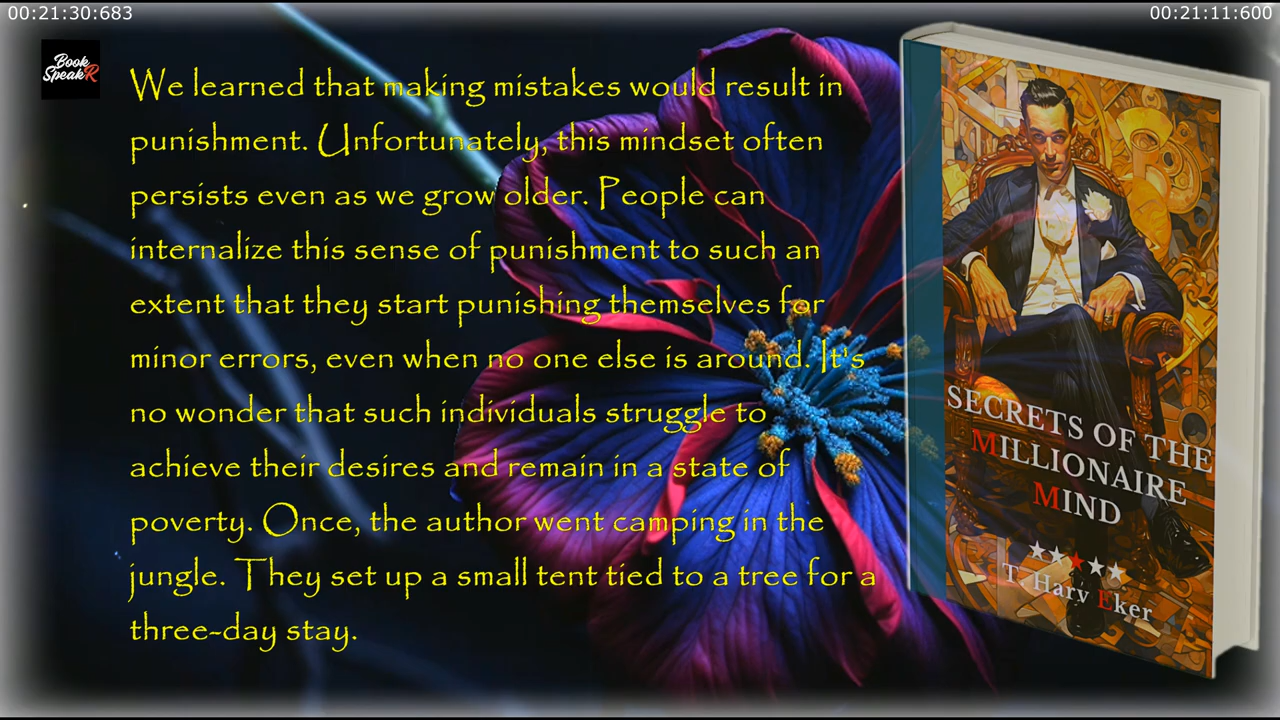 00:21:30:683
00:21:11:600
Book
SpeakR
We learned that making mistakes would result in
punishment. Unfortunately, this mindset often
persists even as we grow older. People can
internalize this sense of punishment to such an
extent that they start punishing themselves for
minor errors, even when no one else is around. It's
no wonder that such individuals struggle to
achieve their desires and remain in a state of
poverty. Once, the author went camping in the
jungle. They set up a small tent tied to a tree for a
three-day stay.
SECRETS OF THE
MILLIONAIRE
MIND
T. Harv Eker